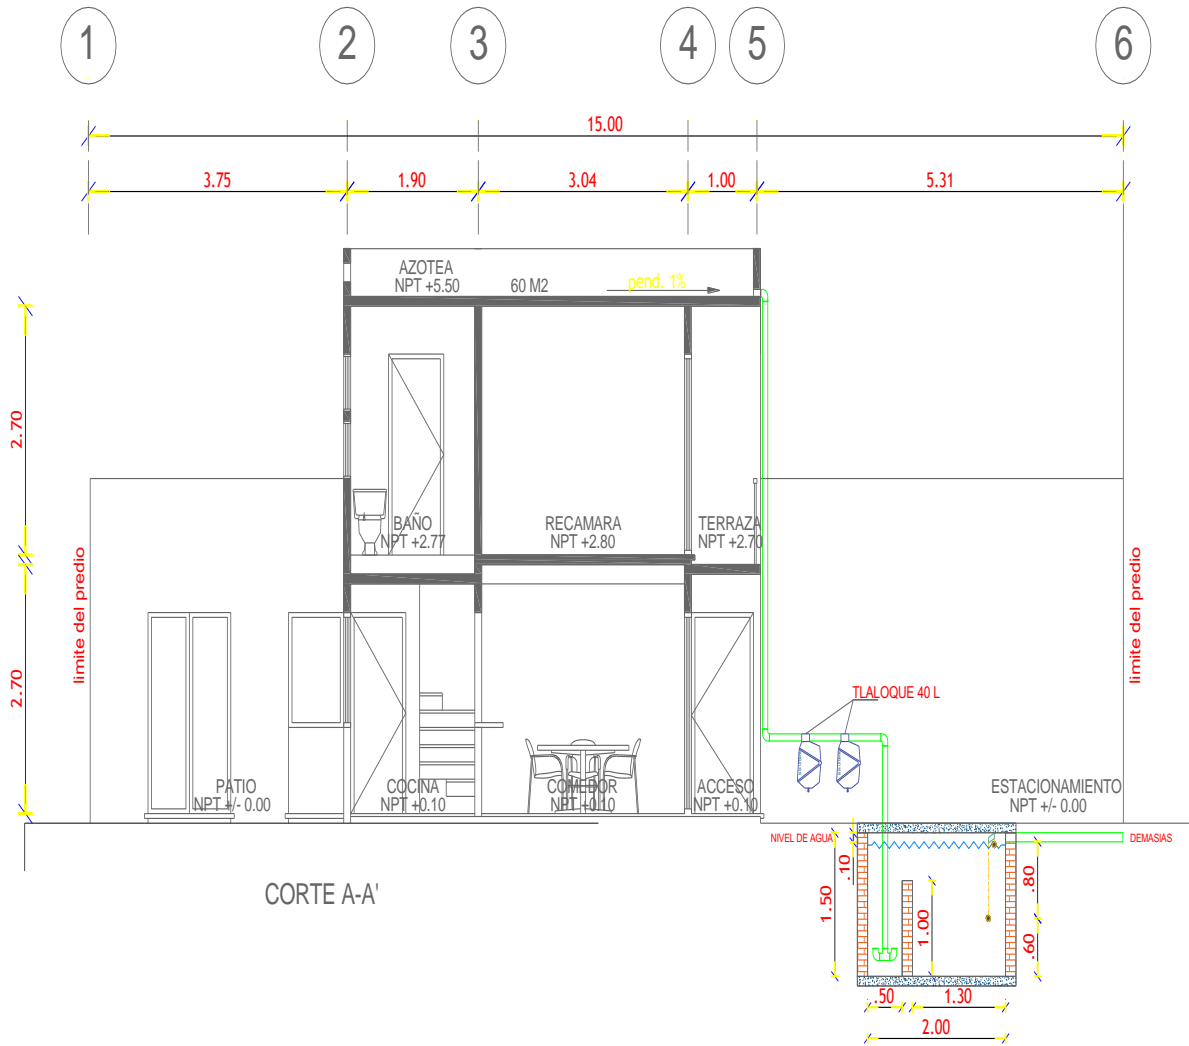 1
2
3
4
5
6
15.00
3.75
1.90
3.04
1.00
5.31
AZOTEA
NPT +5.50
60 M2
pend. 1%
2.70
BAÑO
NPT +2.77
RECAMARA
NPT +2.80
TERRAZA
NPT +2.70
limite del predio
limite del predio
2.70
TLALOQUE 40 L
PATIO
NPT +/- 0.00
COCINA
NPT +0.10
COMEDOR
NPT +0.10
ACCESO
NPT +0.10
ESTACIONAMIENTO
NPT +/- 0.00
NIVEL DE AGUA
DEMASIAS
.10
1.50
1.00
.80
.60
CORTE A-A'
.50
1.30
2.00